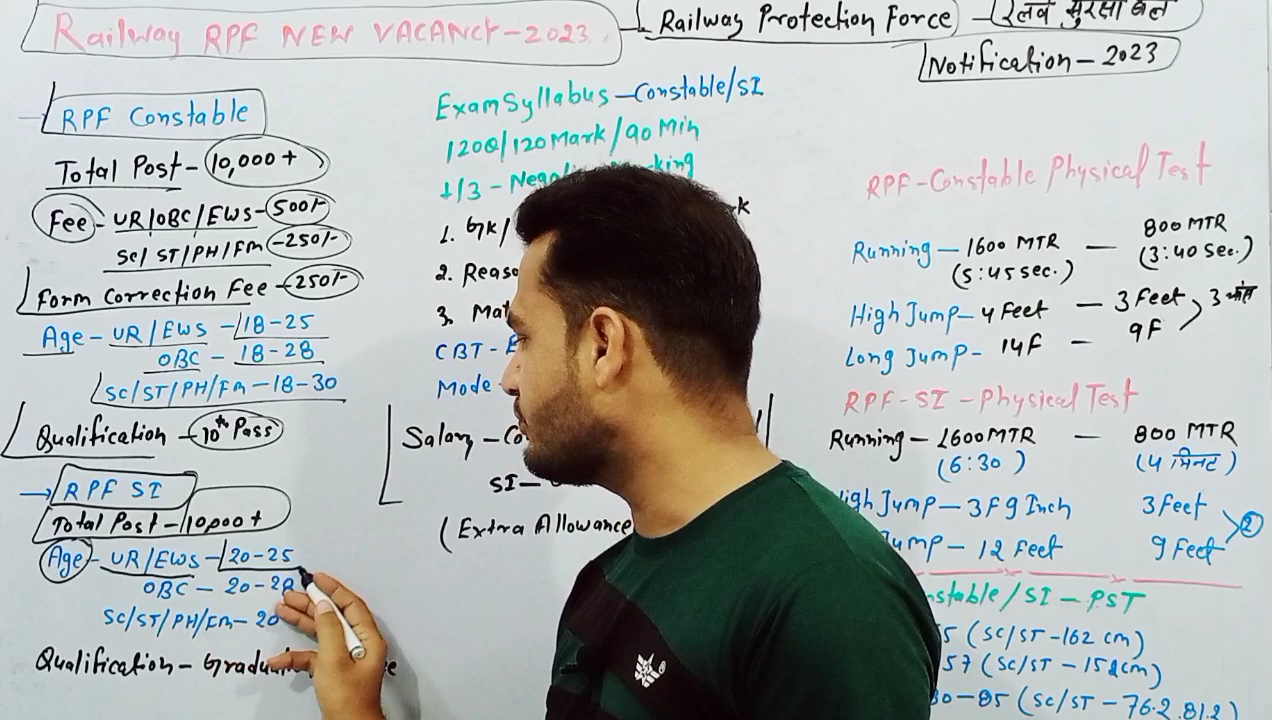 Railway RPF NEW VACANCY-2023
Railway Protection Force - रेलवे सुरक्षा बल
Notification - 2023
RPF Constable
Total Post - 10,000+
Fee - UR/OBC/EWS - 500/-
SC/ST/PH/Fm - 250/-
Form Correction Fee - 250/-
Age - UR/EWS - 18-25
OBC - 18-28
SC/ST/PH/Fm - 18-30
Qualification - 10th Pass
RPF SI
Total Post - 10,000+
Age - UR/EWS - 20-25
OBC - 20-28
SC/ST/PH/Fm - 20
Qualification -
Exam Syllabus - Constable/SI
120Q/120 Mark/90 Min
1/3 -
1. GK/
2.
3.
CBT -
Mode -
Salary -
SI -
(Extra Allowance
RPF-Constable Physical Test
Running - 1600 MTR - 800 MTR
(5:45 sec.) (3:40 Sec.)
High Jump - 4 Feet - 3 Feet
Long Jump - 14F - 9F
3
RPF-SI-Physical Test
Running - 1600 MTR - 800 MTR
(6:30) (4 मिनट)
High Jump - 3F 9 Inch 3 Feet
Jump - 12 Feet 9 Feet
2
/SI - PST
5 (SC/ST - 162 cm)
57 (SC/ST - 152cm)
80-85 (SC/ST - 76.2, 81.2)